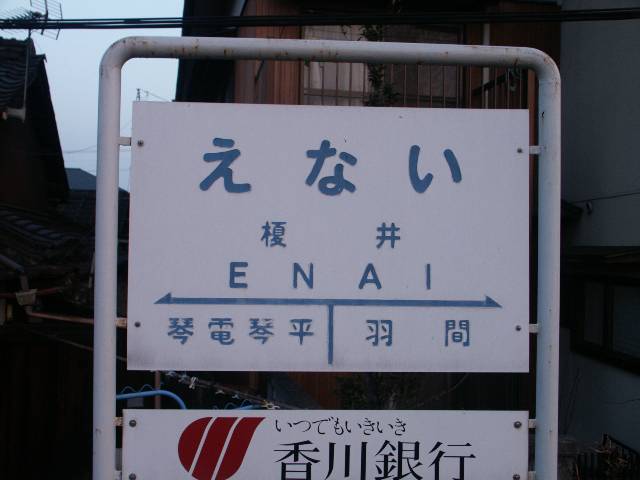 えない
榎井
ENAI
琴電琴平 羽間
いつでもいきいき
香川銀行